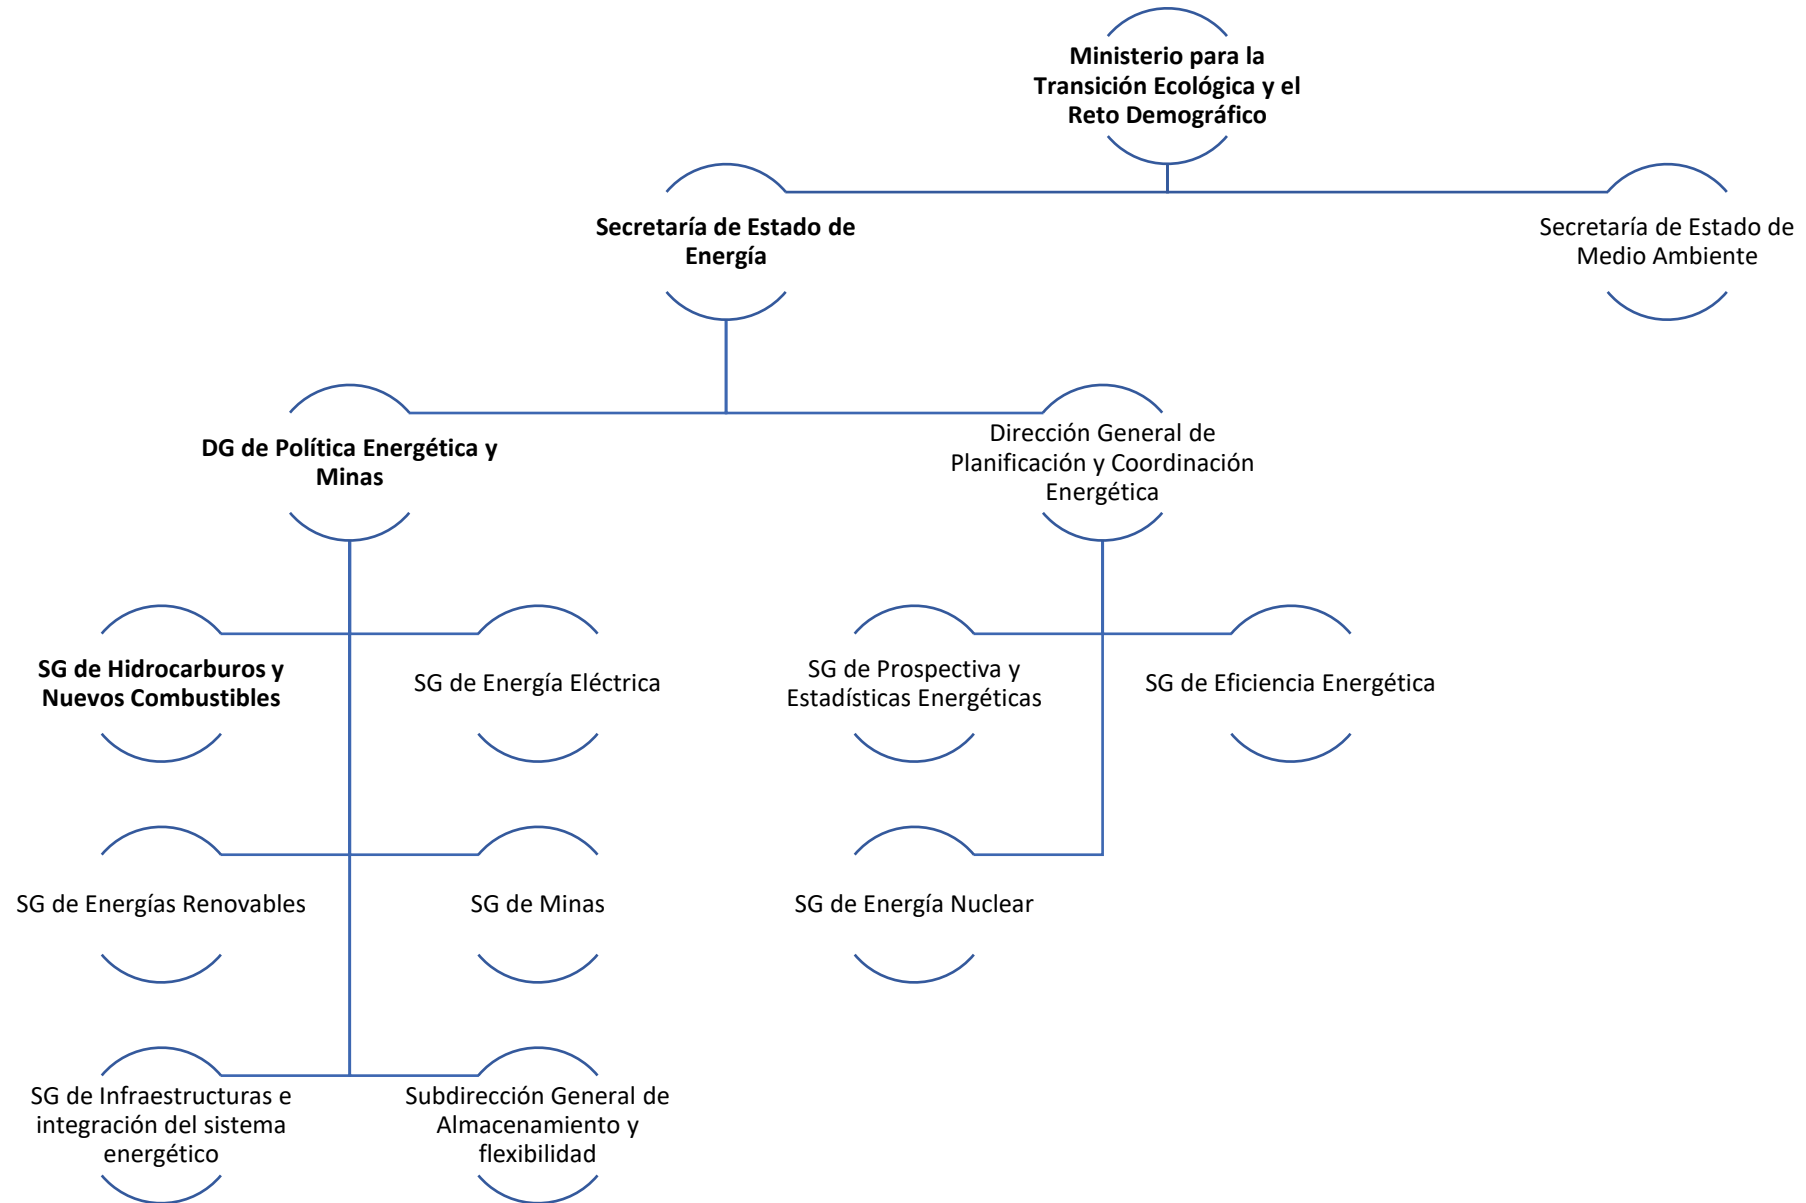 Ministerio para la
Transición Ecológica y el
Reto Demográfico
Secretaría de Estado de
Energía
Secretaría de Estado de
Medio Ambiente
DG de Política Energética y
Minas
Dirección General de
Planificación y Coordinación
Energética
SG de Hidrocarburos y
Nuevos Combustibles
SG de Energía Eléctrica
SG de Prospectiva y
Estadísticas Energéticas
SG de Eficiencia Energética
SG de Energías Renovables
SG de Minas
SG de Energía Nuclear
SG de Infraestructuras e
integración del sistema
energético
Subdirección General de
Almacenamiento y
flexibilidad